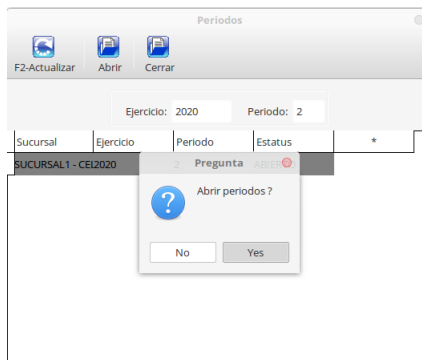 Periodos
F2-Actualizar Abrir Cerrar
Ejercicio: 2020 Periodo: 2
Sucursal Ejercicio Periodo Estatus *
SUCURSAL1 - CEI2020 2
Pregunta
Abrir periodos ?
No Yes